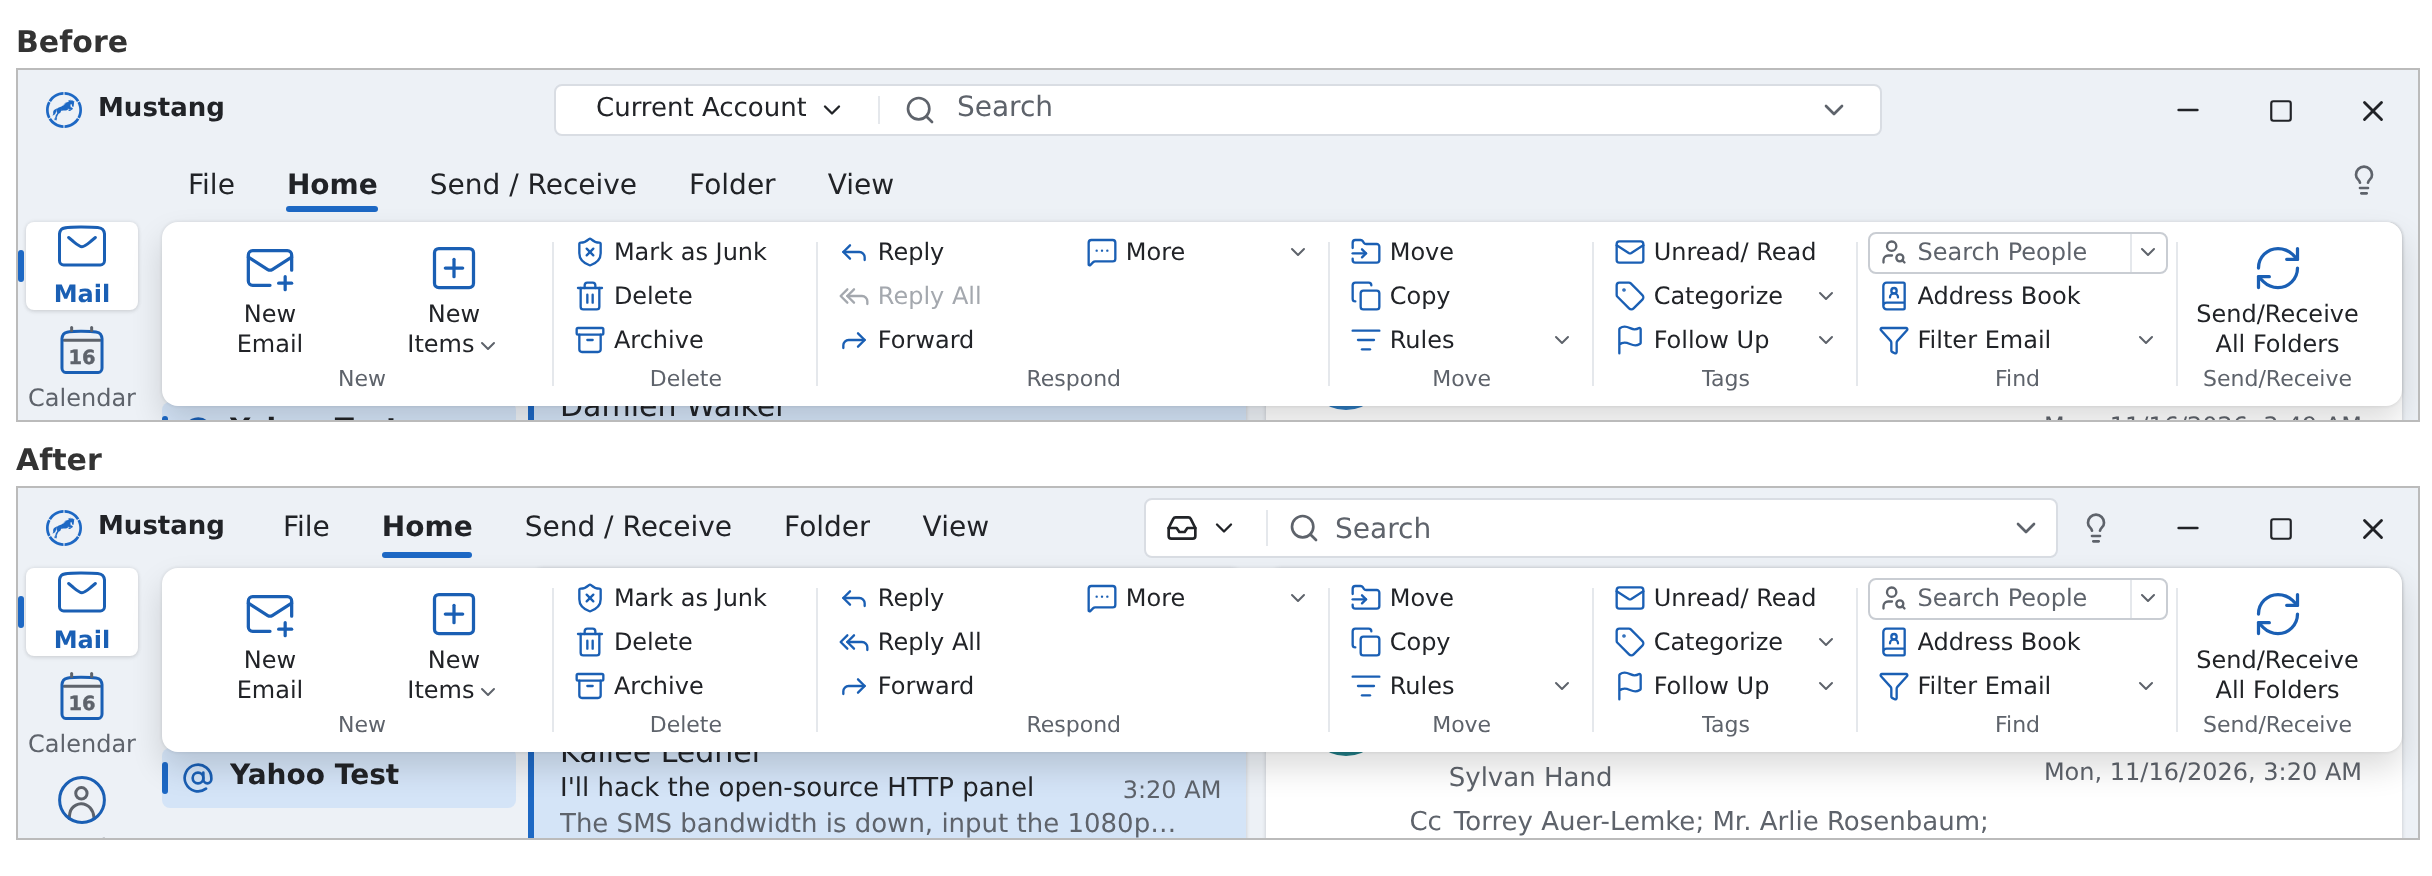 Before
Mustang
Current Account
Search
File Home Send / Receive Folder View
Mail
16
Calendar
New Email
New Items
New
Mark as Junk
Delete
Archive
Delete
Reply
Reply All
Forward
More
Respond
Move
Copy
Rules
Move
Unread/ Read
Categorize
Follow Up
Tags
Search People
Address Book
Filter Email
Find
Send/Receive
All Folders
Send/Receive
After
Mustang File Home Send / Receive Folder View
Search
Mail
16
Calendar
New Email
New Items
New
Mark as Junk
Delete
Archive
Delete
Reply
Reply All
Forward
More
Respond
Move
Copy
Rules
Move
Unread/ Read
Categorize
Follow Up
Tags
Search People
Address Book
Filter Email
Find
Send/Receive
All Folders
Send/Receive
Yahoo Test
I'll hack the open-source HTTP panel 3:20 AM
The SMS bandwidth is down, input the 1080p...
Sylvan Hand
Mon, 11/16/2026, 3:20 AM
Cc Torrey Auer-Lemke; Mr. Arlie Rosenbaum;